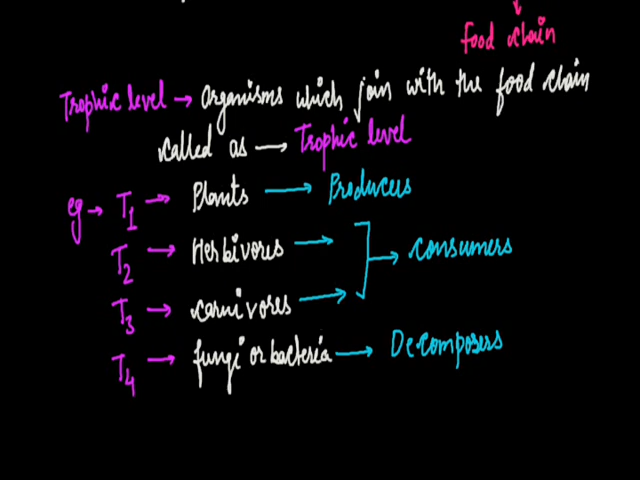 food chain
Trophic level → Organisms which join with the food chain
called as → Trophic level
eg → T1 → Plants → Producers
T2 → Herbivores → → consumers
T3 → carnivores →
T4 → fungi or bacteria → Decomposers